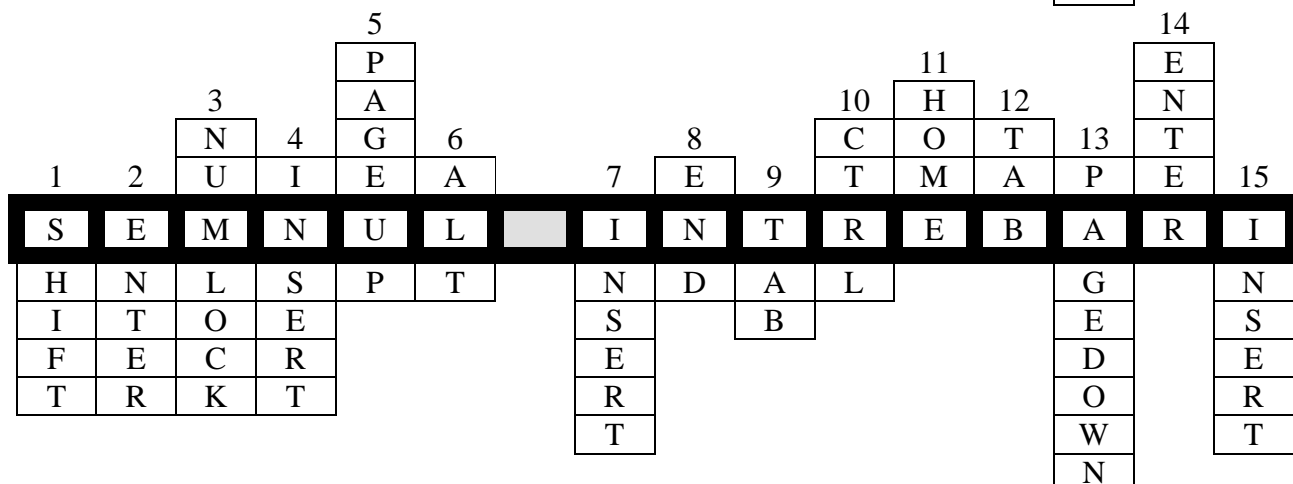 5 14
P E
3 A 11 N
N 4 G 6 8 10 H 12 T
1 2 U I E A 7 E 9 C O T 13 E 15
T M A P
S E M N U L I N T R E B A R I
H N L S P T N D A L G N
I T O E S B E S
F E C R E D E
T R K T R O R
T W T
N